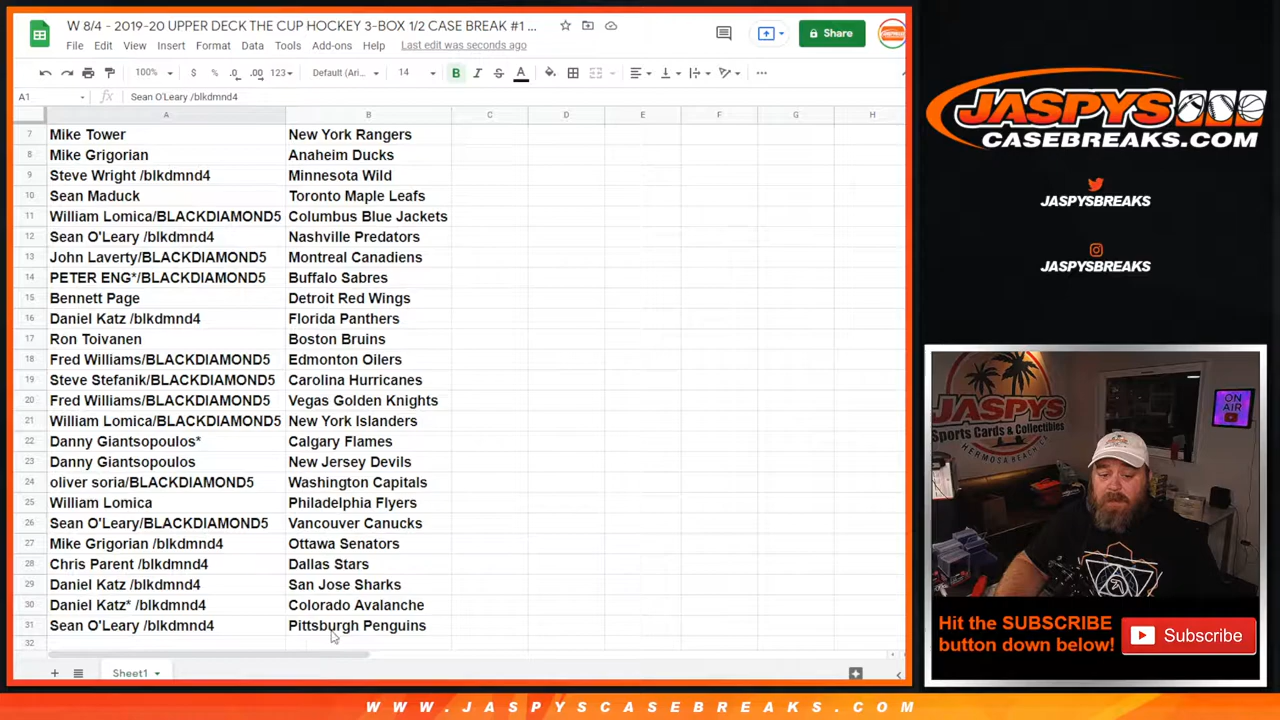 W 8/4 - 2019-20 UPPER DECK THE CUP HOCKEY 3-BOX 1/2 CASE BREAK #1 ...
File Edit View Insert Format Data Tools Add-ons Help Last edit was seconds ago
Share
100% $ % .0 .00 123 Default (Ari... 14 B I S A
A1 fx Sean O'Leary /blkdmnd4
A B C D E F G H
7 Mike Tower New York Rangers
8 Mike Grigorian Anaheim Ducks
9 Steve Wright /blkdmnd4 Minnesota Wild
10 Sean Maduck Toronto Maple Leafs
11 William Lomica/BLACKDIAMOND5 Columbus Blue Jackets
12 Sean O'Leary /blkdmnd4 Nashville Predators
13 John Laverty/BLACKDIAMOND5 Montreal Canadiens
14 PETER ENG*/BLACKDIAMOND5 Buffalo Sabres
15 Bennett Page Detroit Red Wings
16 Daniel Katz /blkdmnd4 Florida Panthers
17 Ron Toivanen Boston Bruins
18 Fred Williams/BLACKDIAMOND5 Edmonton Oilers
19 Steve Stefanik/BLACKDIAMOND5 Carolina Hurricanes
20 Fred Williams/BLACKDIAMOND5 Vegas Golden Knights
21 William Lomica/BLACKDIAMOND5 New York Islanders
22 Danny Giantsopoulos* Calgary Flames
23 Danny Giantsopoulos New Jersey Devils
24 oliver soria/BLACKDIAMOND5 Washington Capitals
25 William Lomica Philadelphia Flyers
26 Sean O'Leary/BLACKDIAMOND5 Vancouver Canucks
27 Mike Grigorian /blkdmnd4 Ottawa Senators
28 Chris Parent /blkdmnd4 Dallas Stars
29 Daniel Katz /blkdmnd4 San Jose Sharks
30 Daniel Katz* /blkdmnd4 Colorado Avalanche
31 Sean O'Leary /blkdmnd4 Pittsburgh Penguins
32
Sheet1
JASPYS
CASEBREAKS.COM
JASPYSBREAKS
JASPYSBREAKS
JASPYS
Sports Cards & Collectibles
HERMOSA BEACH CA
ON AIR
Hit the SUBSCRIBE
button down below!
Subscribe
WWW.JASPYSCASEBREAKS.COM